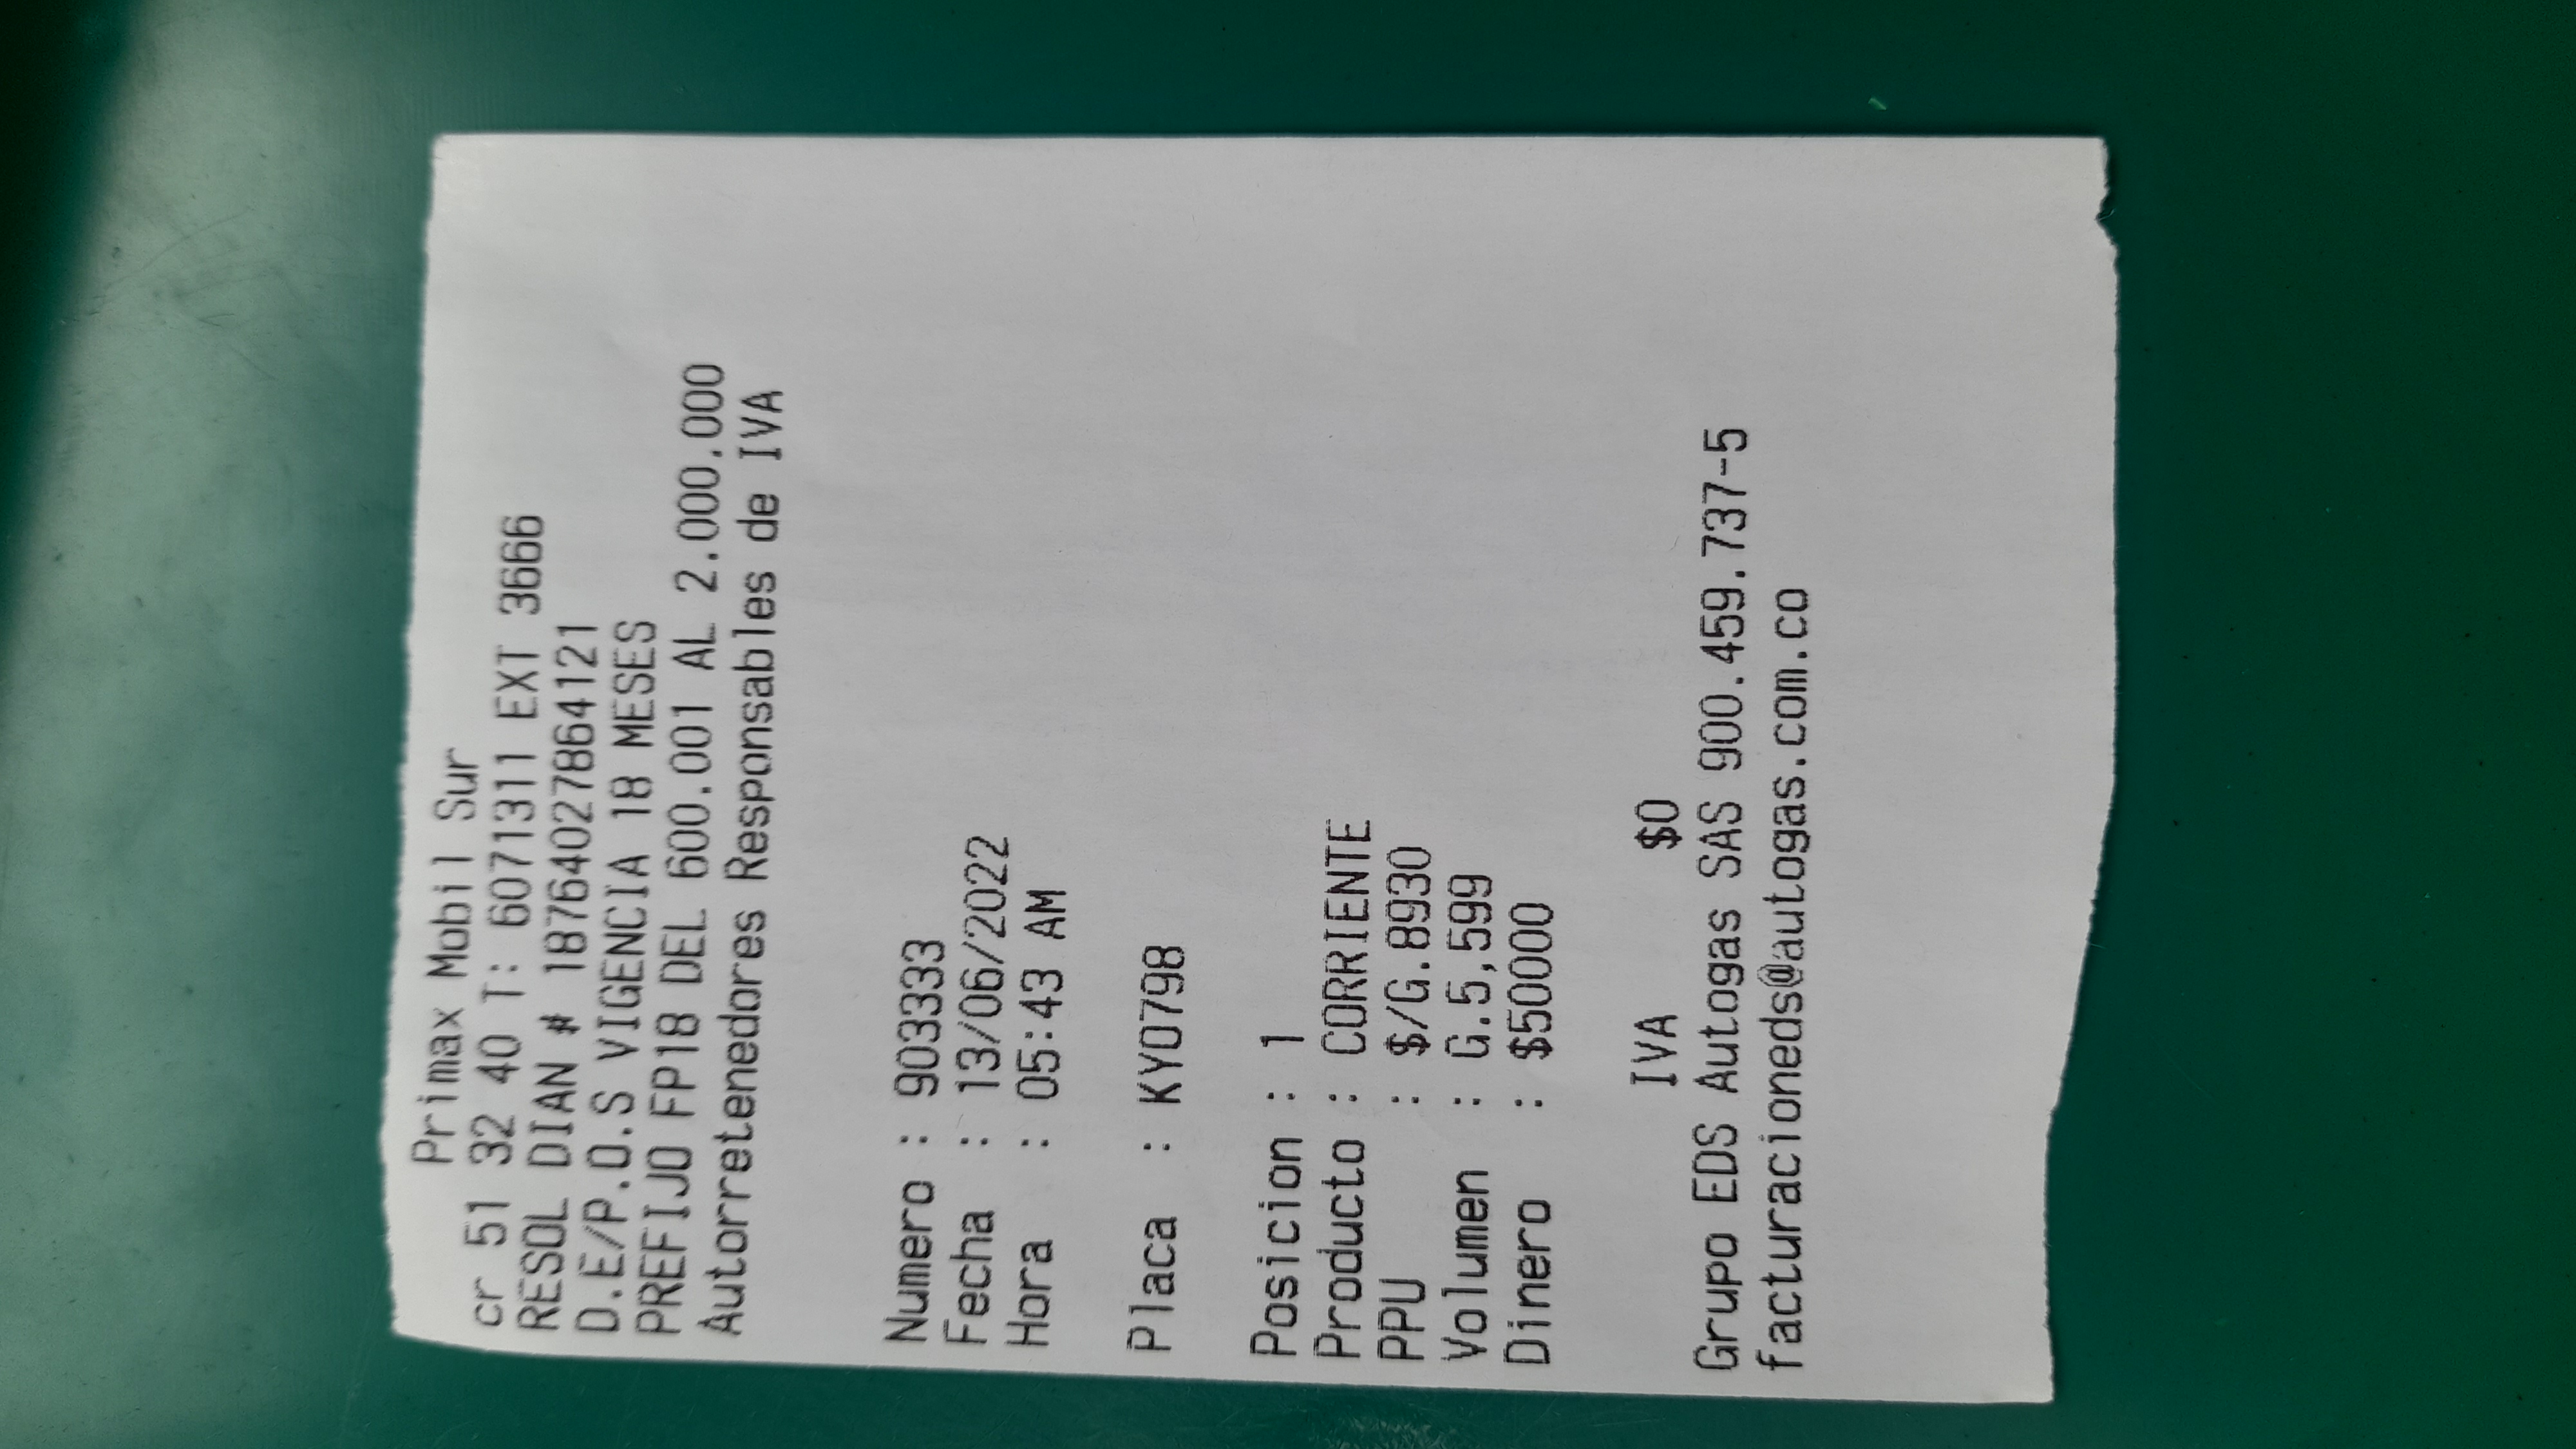 Primax Mobil Sur
cr 51 32 40 T: 6071311 EXT 3666
RESOL DIAN # 18764027864121
D.E/P.O.S VIGENCIA 18 MESES
PREFIJO FP18 DEL 600.001 AL 2.000.000
Autorretenedores Responsables de IVA
Numero : 903333
Fecha : 13/06/2022
Hora : 05:43 AM
Placa : KYO798
Posicion : 1
Producto : CORRIENTE
PPU : $/G.8930
Volumen : G.5,599
Dinero : $50000
IVA $0
Grupo EDS Autogas SAS 900.459.737-5
facturacioneds@autogas.com.co